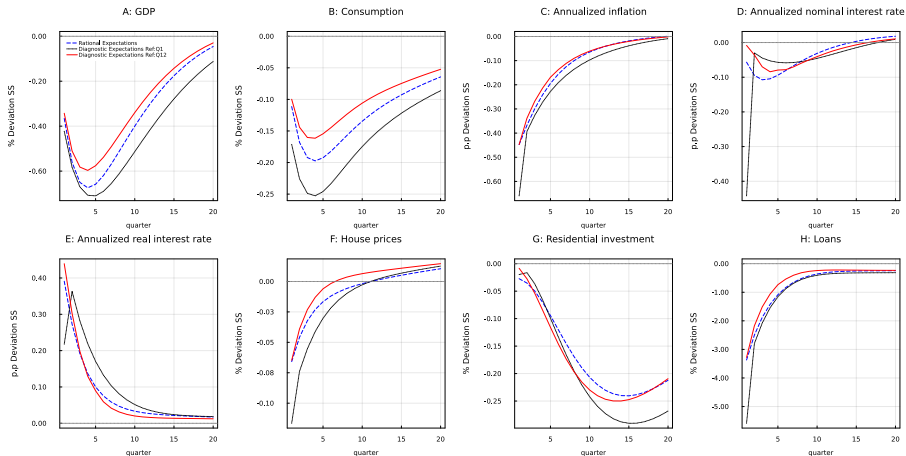 A: GDP
% Deviation SS
0.00
-0.20
-0.40
-0.60
Rational Expectations
Diagnostic Expectations Ref:Q1
Diagnostic Expectations Ref:Q12
5
10
15
20
quarter
B: Consumption
% Deviation SS
0.00
-0.05
-0.10
-0.15
-0.20
-0.25
5
10
15
20
quarter
C: Annualized inflation
p.p Deviation SS
0.00
-0.10
-0.20
-0.30
-0.40
-0.50
-0.60
5
10
15
20
quarter
D: Annualized nominal interest rate
p.p Deviation SS
0.00
-0.10
-0.20
-0.30
-0.40
5
10
15
20
quarter
E: Annualized real interest rate
p.p Deviation SS
0.40
0.30
0.20
0.10
0.00
5
10
15
20
quarter
F: House prices
% Deviation SS
0.00
-0.03
-0.05
-0.08
-0.10
5
10
15
20
quarter
G: Residential investment
% Deviation SS
0.00
-0.05
-0.10
-0.15
-0.20
-0.25
5
10
15
20
quarter
H: Loans
% Deviation SS
0.00
-1.00
-2.00
-3.00
-4.00
-5.00
5
10
15
20
quarter